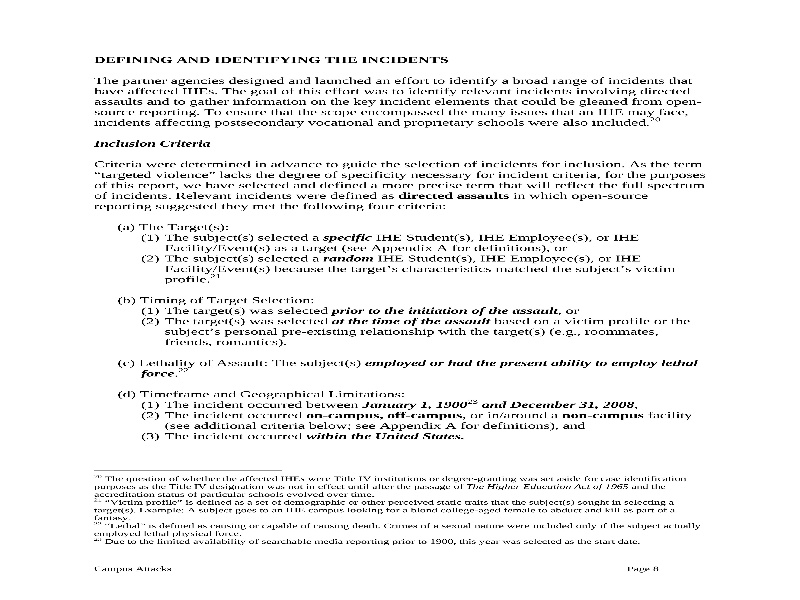 DEFINING AND IDENTIFYING THE INCIDENTS
The partner agencies designed and launched an effort to identify a broad range of incidents that
have affected IHEs. The goal of this effort was to identify relevant incidents involving directed
assaults and to gather information on the key incident elements that could be gleaned from open-
source reporting. To ensure that the scope encompassed the many issues that an IHE may face,
incidents affecting postsecondary vocational and proprietary schools were also included.20
Inclusion Criteria
Criteria were determined in advance to guide the selection of incidents for inclusion. As the term
“targeted violence” lacks the degree of specificity necessary for incident criteria, for the purposes
of this report, we have selected and defined a more precise term that will reflect the full spectrum
of incidents. Relevant incidents were defined as directed assaults in which open-source
reporting suggested they met the following four criteria:
(a) The Target(s):
(1) The subject(s) selected a specific IHE Student(s), IHE Employee(s), or IHE
Facility/Event(s) as a target (see Appendix A for definitions), or
(2) The subject(s) selected a random IHE Student(s), IHE Employee(s), or IHE
Facility/Event(s) because the target’s characteristics matched the subject’s victim
profile.21
(b) Timing of Target Selection:
(1) The target(s) was selected prior to the initiation of the assault, or
(2) The target(s) was selected at the time of the assault based on a victim profile or the
subject’s personal pre-existing relationship with the target(s) (e.g., roommates,
friends, romantics).
(c) Lethality of Assault: The subject(s) employed or had the present ability to employ lethal
force.22
(d) Timeframe and Geographical Limitations:
(1) The incident occurred between January 1, 190023 and December 31, 2008,
(2) The incident occurred on-campus, off-campus, or in/around a non-campus facility
(see additional criteria below; see Appendix A for definitions), and
(3) The incident occurred within the United States.
20 The question of whether the affected IHEs were Title IV institutions or degree-granting was set aside for case identification
purposes as the Title IV designation was not in effect until after the passage of The Higher Education Act of 1965 and the
accreditation status of particular schools evolved over time.
21 “Victim profile” is defined as a set of demographic or other perceived static traits that the subject(s) sought in selecting a
target(s). Example: A subject goes to an IHE campus looking for a blond college-aged female to abduct and kill as part of a
fantasy.
22 “Lethal” is defined as causing or capable of causing death. Crimes of a sexual nature were included only if the subject actually
employed lethal physical force.
23 Due to the limited availability of searchable media reporting prior to 1900, this year was selected as the start date.
Campus Attacks Page 8